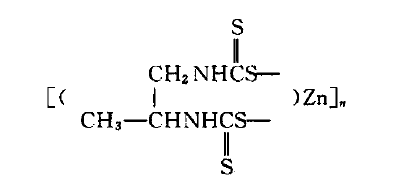 S
CH₂NHCS—
[( )Zn]ₙ
CH₃—CHNHCS—
S